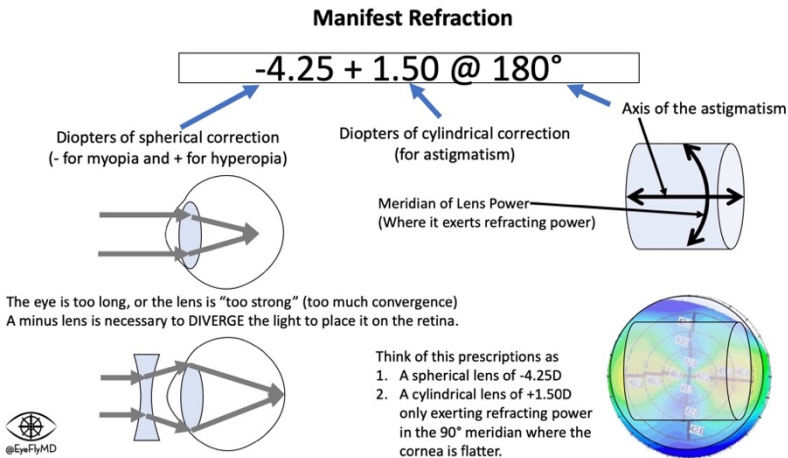 Manifest Refraction
-4.25 + 1.50 @ 180°
Diopters of spherical correction
(- for myopia and + for hyperopia)
Diopters of cylindrical correction
(for astigmatism)
Axis of the astigmatism
Meridian of Lens Power
(Where it exerts refracting power)
The eye is too long, or the lens is “too strong” (too much convergence)
A minus lens is necessary to DIVERGE the light to place it on the retina.
Think of this prescriptions as
1. A spherical lens of -4.25D
2. A cylindrical lens of +1.50D
only exerting refracting power
in the 90° meridian where the
cornea is flatter.
@EyeFlyMD